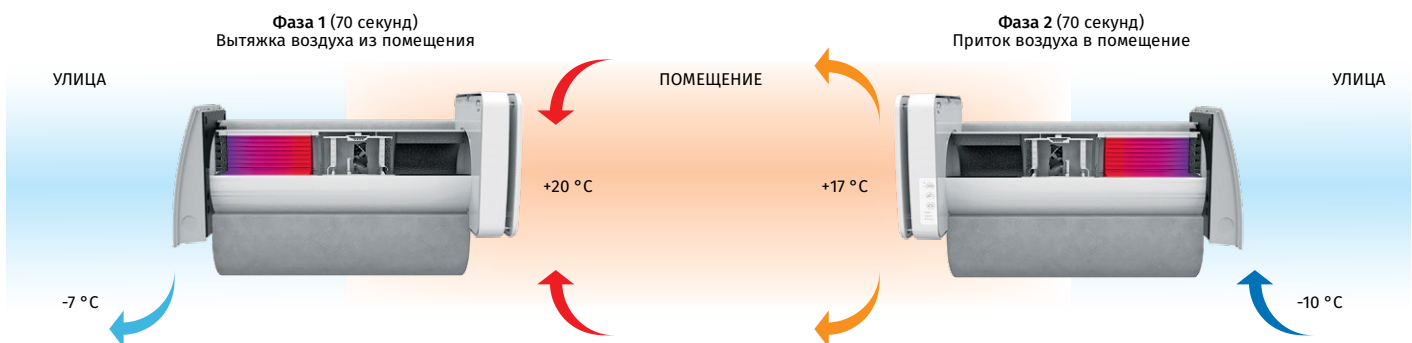 Фаза 1 (70 секунд)
Вытяжка воздуха из помещения
Фаза 2 (70 секунд)
Приток воздуха в помещение
УЛИЦА
ПОМЕЩЕНИЕ
УЛИЦА
+20 °C
+17 °C
-7 °C
-10 °C